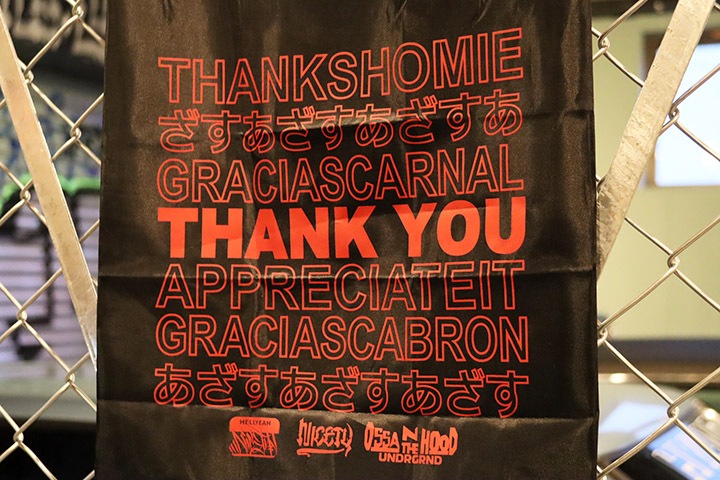 THANKSHOMIE
ざすあざすあざすあ
GRACIASCARNAL
THANK YOU
APPRECIATEIT
GRACIASCABRON
あざすあざすあざす
HELLYEAH
OSSA N THE HOOD
UNDRGRND